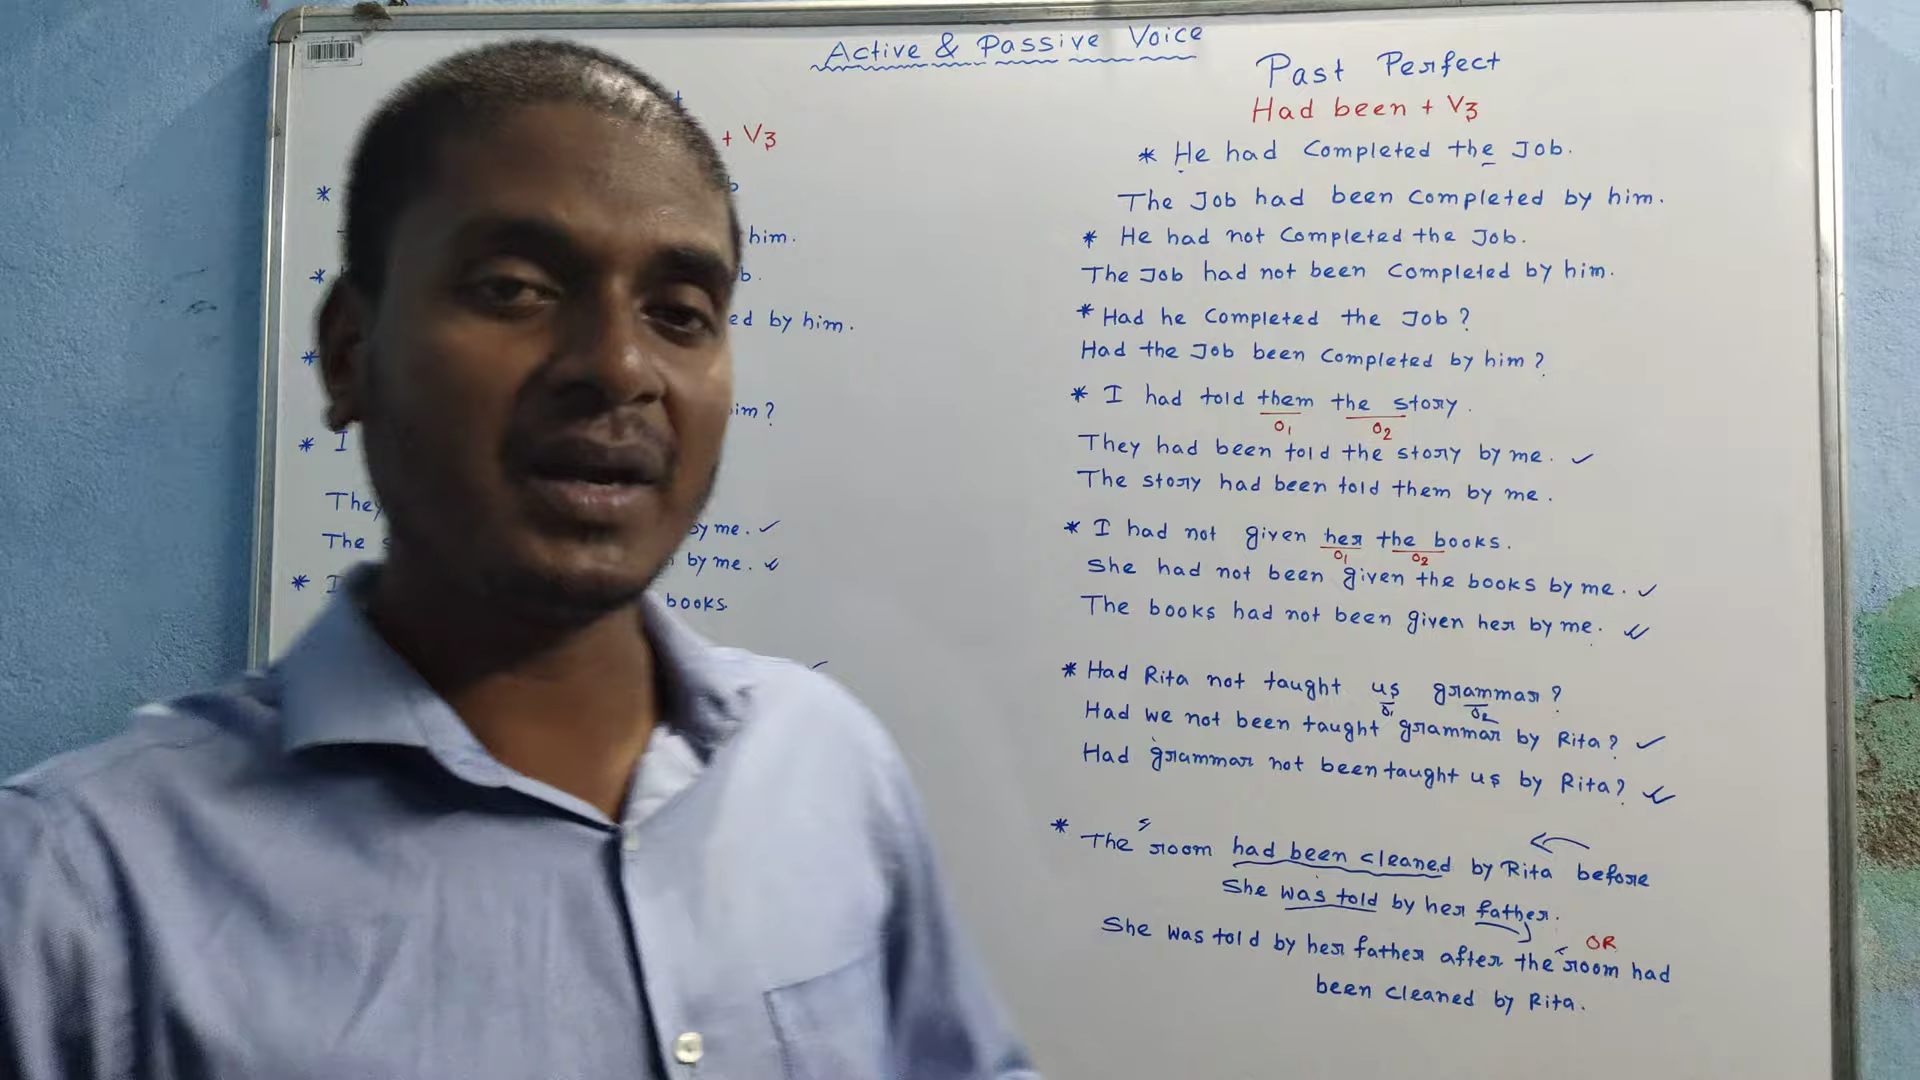 Active & Passive Voice
+ V3
*
him.
*
ed by him.
*
im?
* I
They
by me. ✓
The
by me. ✓
* I
books.
Past Perfect
Had been + V3
* He had completed the Job.
The Job had been completed by him.
* He had not completed the Job.
The Job had not been completed by him.
* Had he completed the Job?
Had the Job been completed by him?
* I had told them the story.
O1 O2
They had been told the story by me. ✓
The story had been told them by me.
* I had not given her the books.
O1 O2
She had not been given the books by me. ✓
The books had not been given her by me. ✓
* Had Rita not taught us grammar?
O1 O2
Had we not been taught grammar by Rita? ✓
Had grammar not been taught us by Rita? ✓
* The room had been cleaned by Rita before
She was told by her father.
OR
She was told by her father after the room had
been cleaned by Rita.